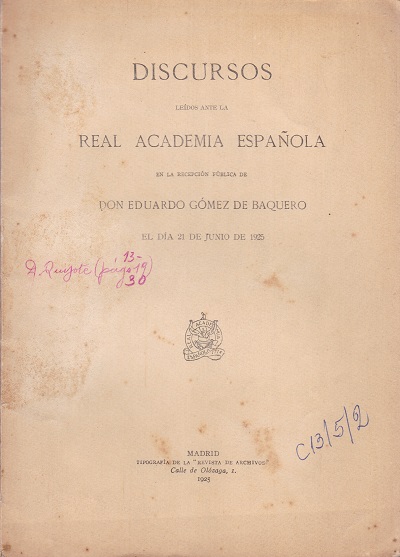 DISCURSOS
LEÍDOS ANTE LA
REAL ACADEMIA ESPAÑOLA
EN LA RECEPCIÓN PÚBLICA DE
DON EDUARDO GÓMEZ DE BAQUERO
EL DÍA 21 DE JUNIO DE 1925
13-
D. Quijote (págs 19)
30
C13/5/2
MADRID
TIPOGRAFÍA DE LA "REVISTA DE ARCHIVOS"
Calle de Olózaga, 1.
1925